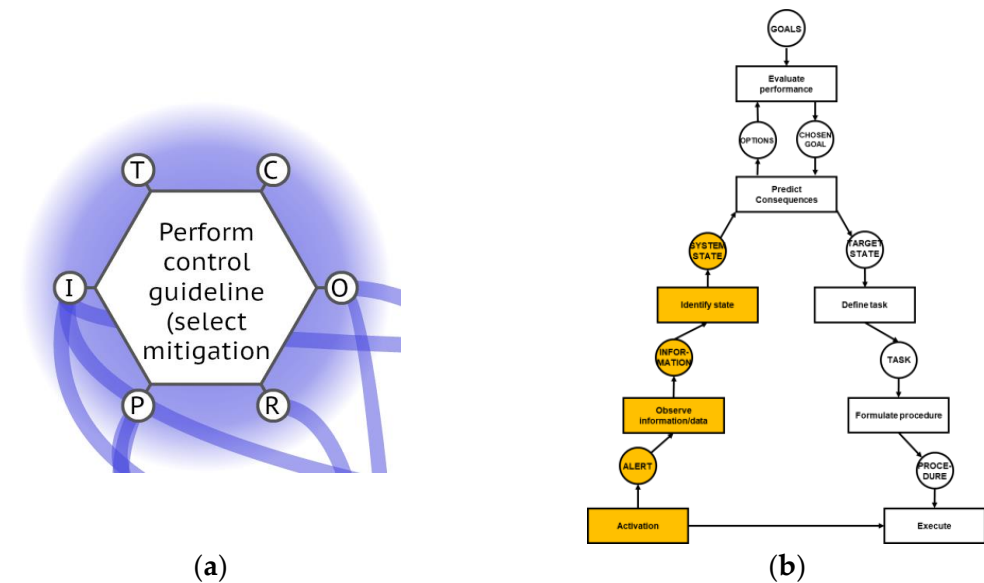 T
C
Perform
control
guideline
(select
mitigation
I
O
P
R
(a)
GOALS
Evaluate
performance
OPTIONS
CHOSEN
GOAL
Predict
Consequences
SYSTEM
STATE
TARGET
STATE
Identify state
Define task
INFOR-
MATION
TASK
Observe
information/data
Formulate procedure
ALERT
PROCE-
DURE
Activation
Execute
(b)